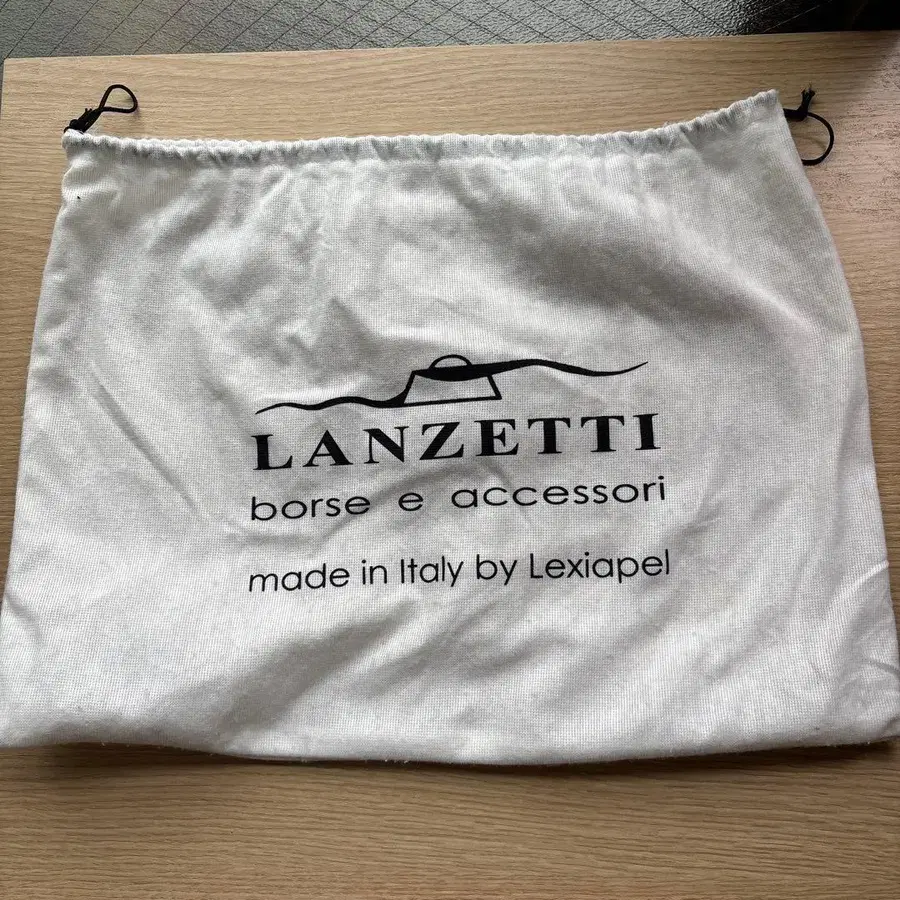 LANZETTI
borse e accessori
made in Italy by Lexiapel